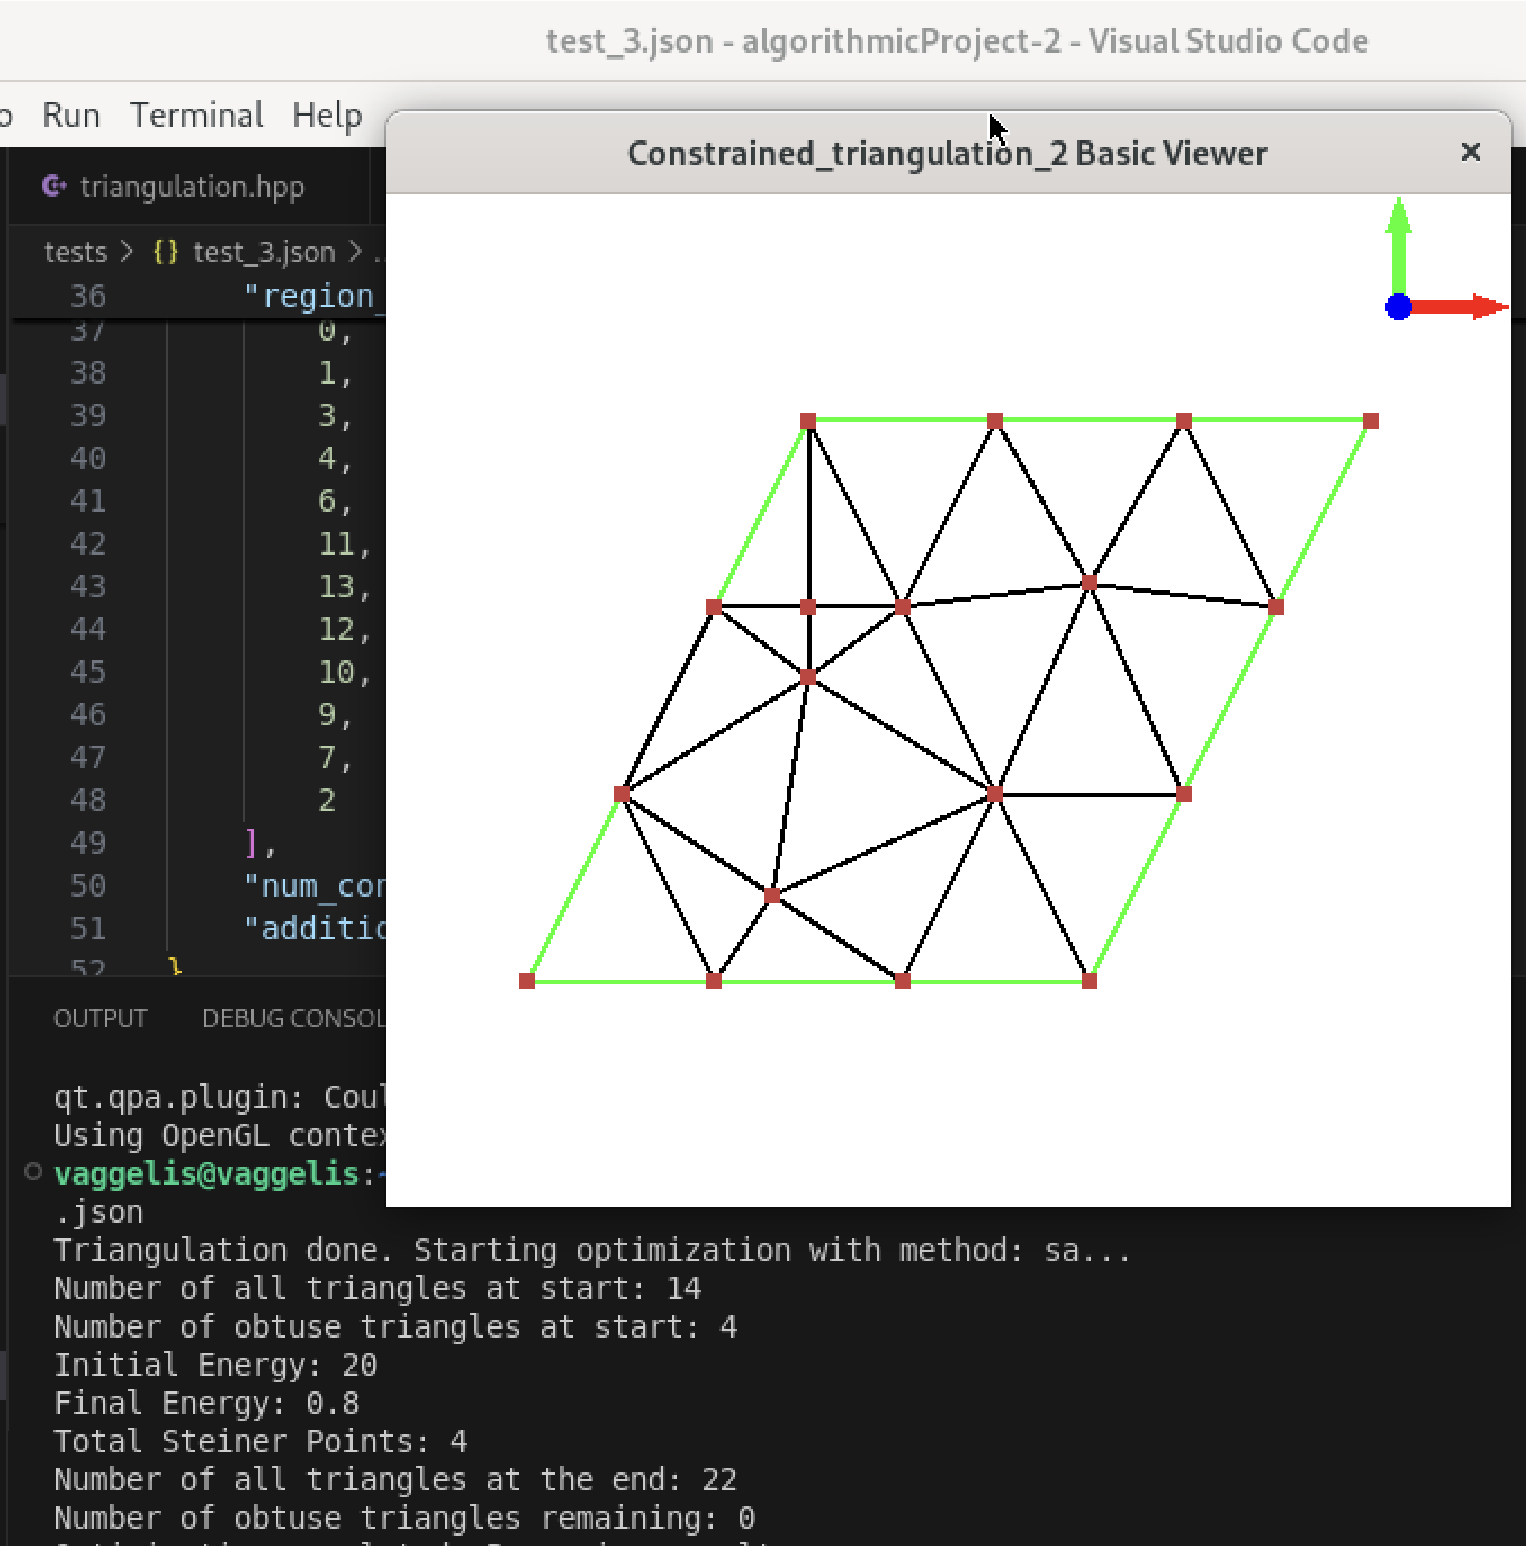 test_3.json - algorithmicProject-2 - Visual Studio Code
Run Terminal Help
Constrained_triangulation_2 Basic Viewer
triangulation.hpp
tests > {} test_3.json > ..
36 "region_
37 0,
38 1,
39 3,
40 4,
41 6,
42 11,
43 13,
44 12,
45 10,
46 9,
47 7,
48 2
49 ],
50 "num_con
51 "additic
52 }
OUTPUT DEBUG CONSOL
qt.qpa.plugin: Coul
Using OpenGL contex
vaggelis@vaggelis:~
.json
Triangulation done. Starting optimization with method: sa...
Number of all triangles at start: 14
Number of obtuse triangles at start: 4
Initial Energy: 20
Final Energy: 0.8
Total Steiner Points: 4
Number of all triangles at the end: 22
Number of obtuse triangles remaining: 0